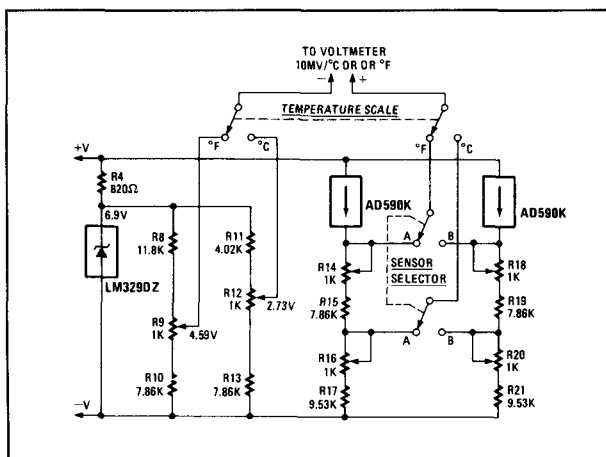 TO VOLTMETER
10MV/°C OR OR °F
− +
TEMPERATURE SCALE
°F °C
°F °C
+V
R4
820Ω
6.9V
LM329DZ
R8
11.8K
R9
1K
4.59V
R10
7.86K
R11
4.02K
R12
1K
2.73V
R13
7.86K
AD590K
AD590K
A B
SENSOR
SELECTOR
A B
R14
1K
R15
7.86K
R16
1K
R17
9.53K
R18
1K
R19
7.86K
R20
1K
R21
9.53K
−V